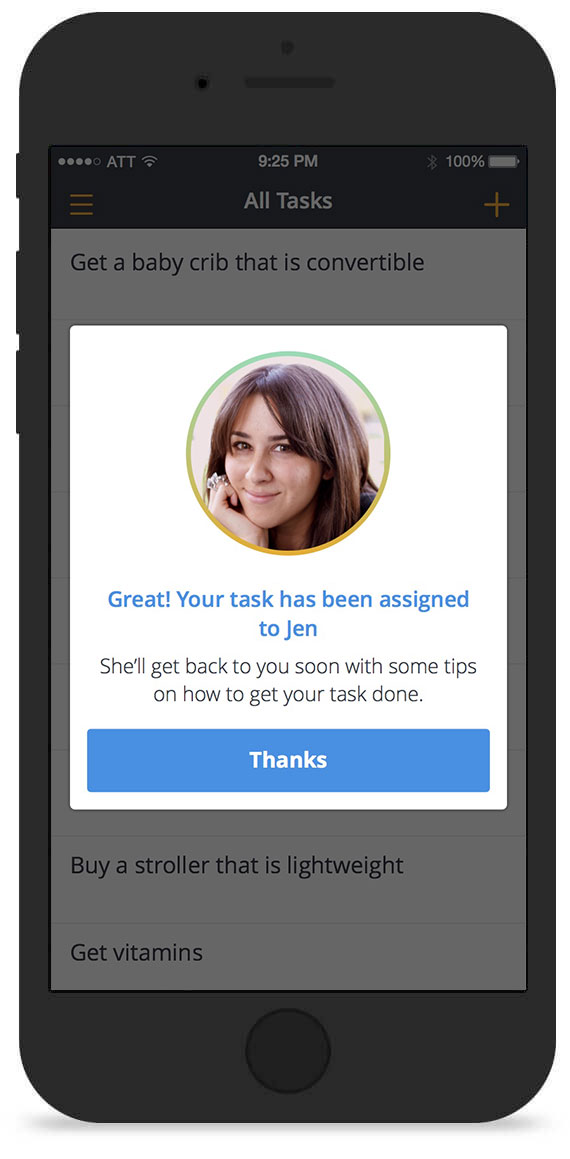 ATT 9:25 PM 100%
All Tasks
Get a baby crib that is convertible
Great! Your task has been assigned
to Jen
She’ll get back to you soon with some tips
on how to get your task done.
Thanks
Buy a stroller that is lightweight
Get vitamins